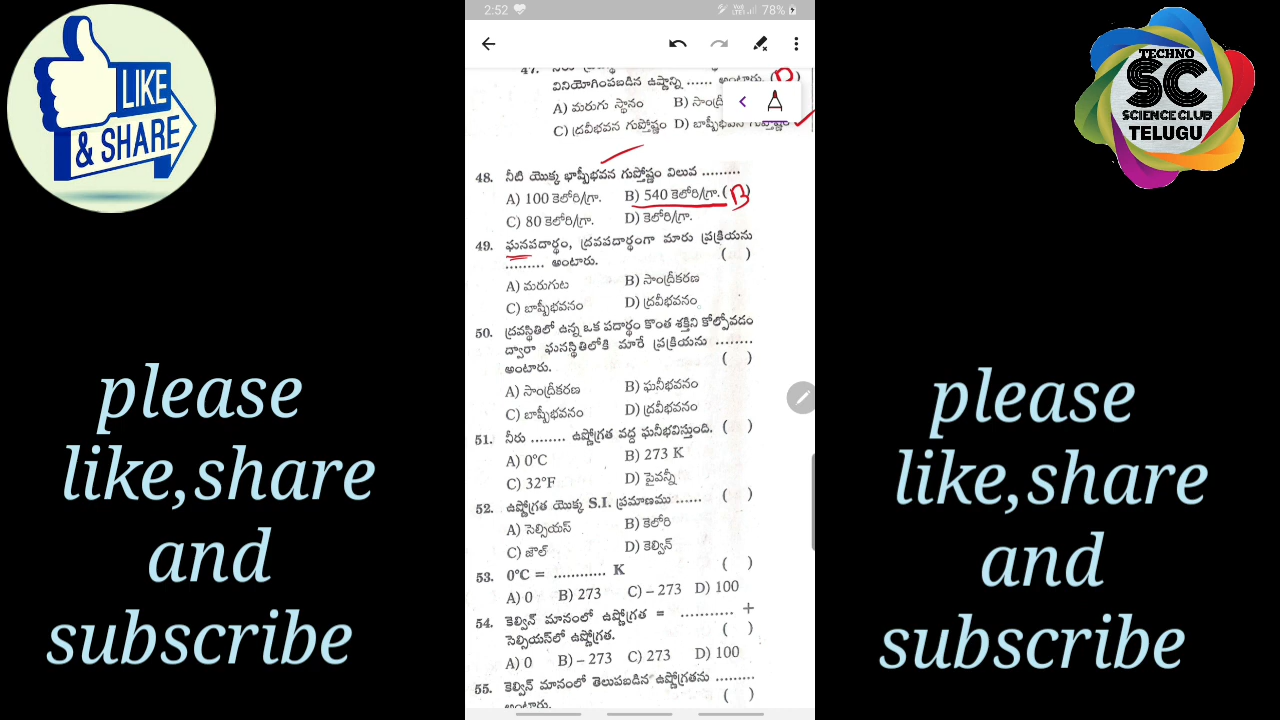 LIKE
& SHARE
please
like,share
and
subscribe
2:52
78%
47.
వినియోగింపబడిన ఉష్ణాన్ని ...... అంటారు. (D)
A) మరుగు స్థానం B) సాంద్రీ
C) ద్రవీభవన గుప్తోష్ణం D) బాష్పీభవన గుప్తోష్ణం
48. నీటి యొక్క భాష్పీభవన గుప్తోష్ణం విలువ .........
A) 100 కెలోరి/గ్రా. B) 540 కెలోరి/గ్రా. (B)
C) 80 కెలోరి/గ్రా. D) కెలోరి/గ్రా.
49. ఘనపదార్థం, ద్రవపదార్థంగా మారు ప్రక్రియను
......... అంటారు. ( )
A) మరుగుట B) సాంద్రీకరణ
C) బాష్పీభవనం D) ద్రవీభవనం
50. ద్రవస్థితిలో ఉన్న ఒక పదార్థం కొంత శక్తిని కోల్పోవడం
ద్వారా ఘనస్థితిలోకి మారే ప్రక్రియను ........
అంటారు. ( )
A) సాంద్రీకరణ B) ఘనీభవనం
C) బాష్పీభవనం D) ద్రవీభవనం
51. నీరు ........ ఉష్ణోగ్రత వద్ద ఘనీభవిస్తుంది. ( )
A) 0°C B) 273 K
C) 32°F D) పైవన్నీ
52. ఉష్ణోగ్రత యొక్క S.I. ప్రమాణము ...... ( )
A) సెల్సియస్ B) కెలోరి
C) జౌల్ D) కెల్విన్
53. 0°C = ............ K ( )
A) 0 B) 273 C) – 273 D) 100
54. కెల్విన్ మానంలో ఉష్ణోగ్రత = ............ +
సెల్సియస్‌లో ఉష్ణోగ్రత. ( )
A) 0 B) – 273 C) 273 D) 100
55. కెల్విన్ మానంలో తెలుపబడిన ఉష్ణోగ్రతను .........
అంటారు. ( )
TECHNO
SC
SCIENCE CLUB
TELUGU
please
like,share
and
subscribe